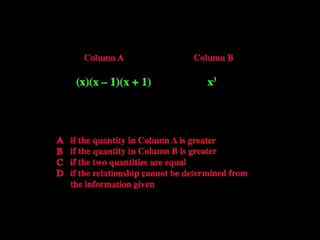 Column A Column B
(x)(x – 1)(x + 1) x³
A if the quantity in Column A is greater
B if the quantity in Column B is greater
C if the two quantities are equal
D if the relationship cannot be determined from
the information given